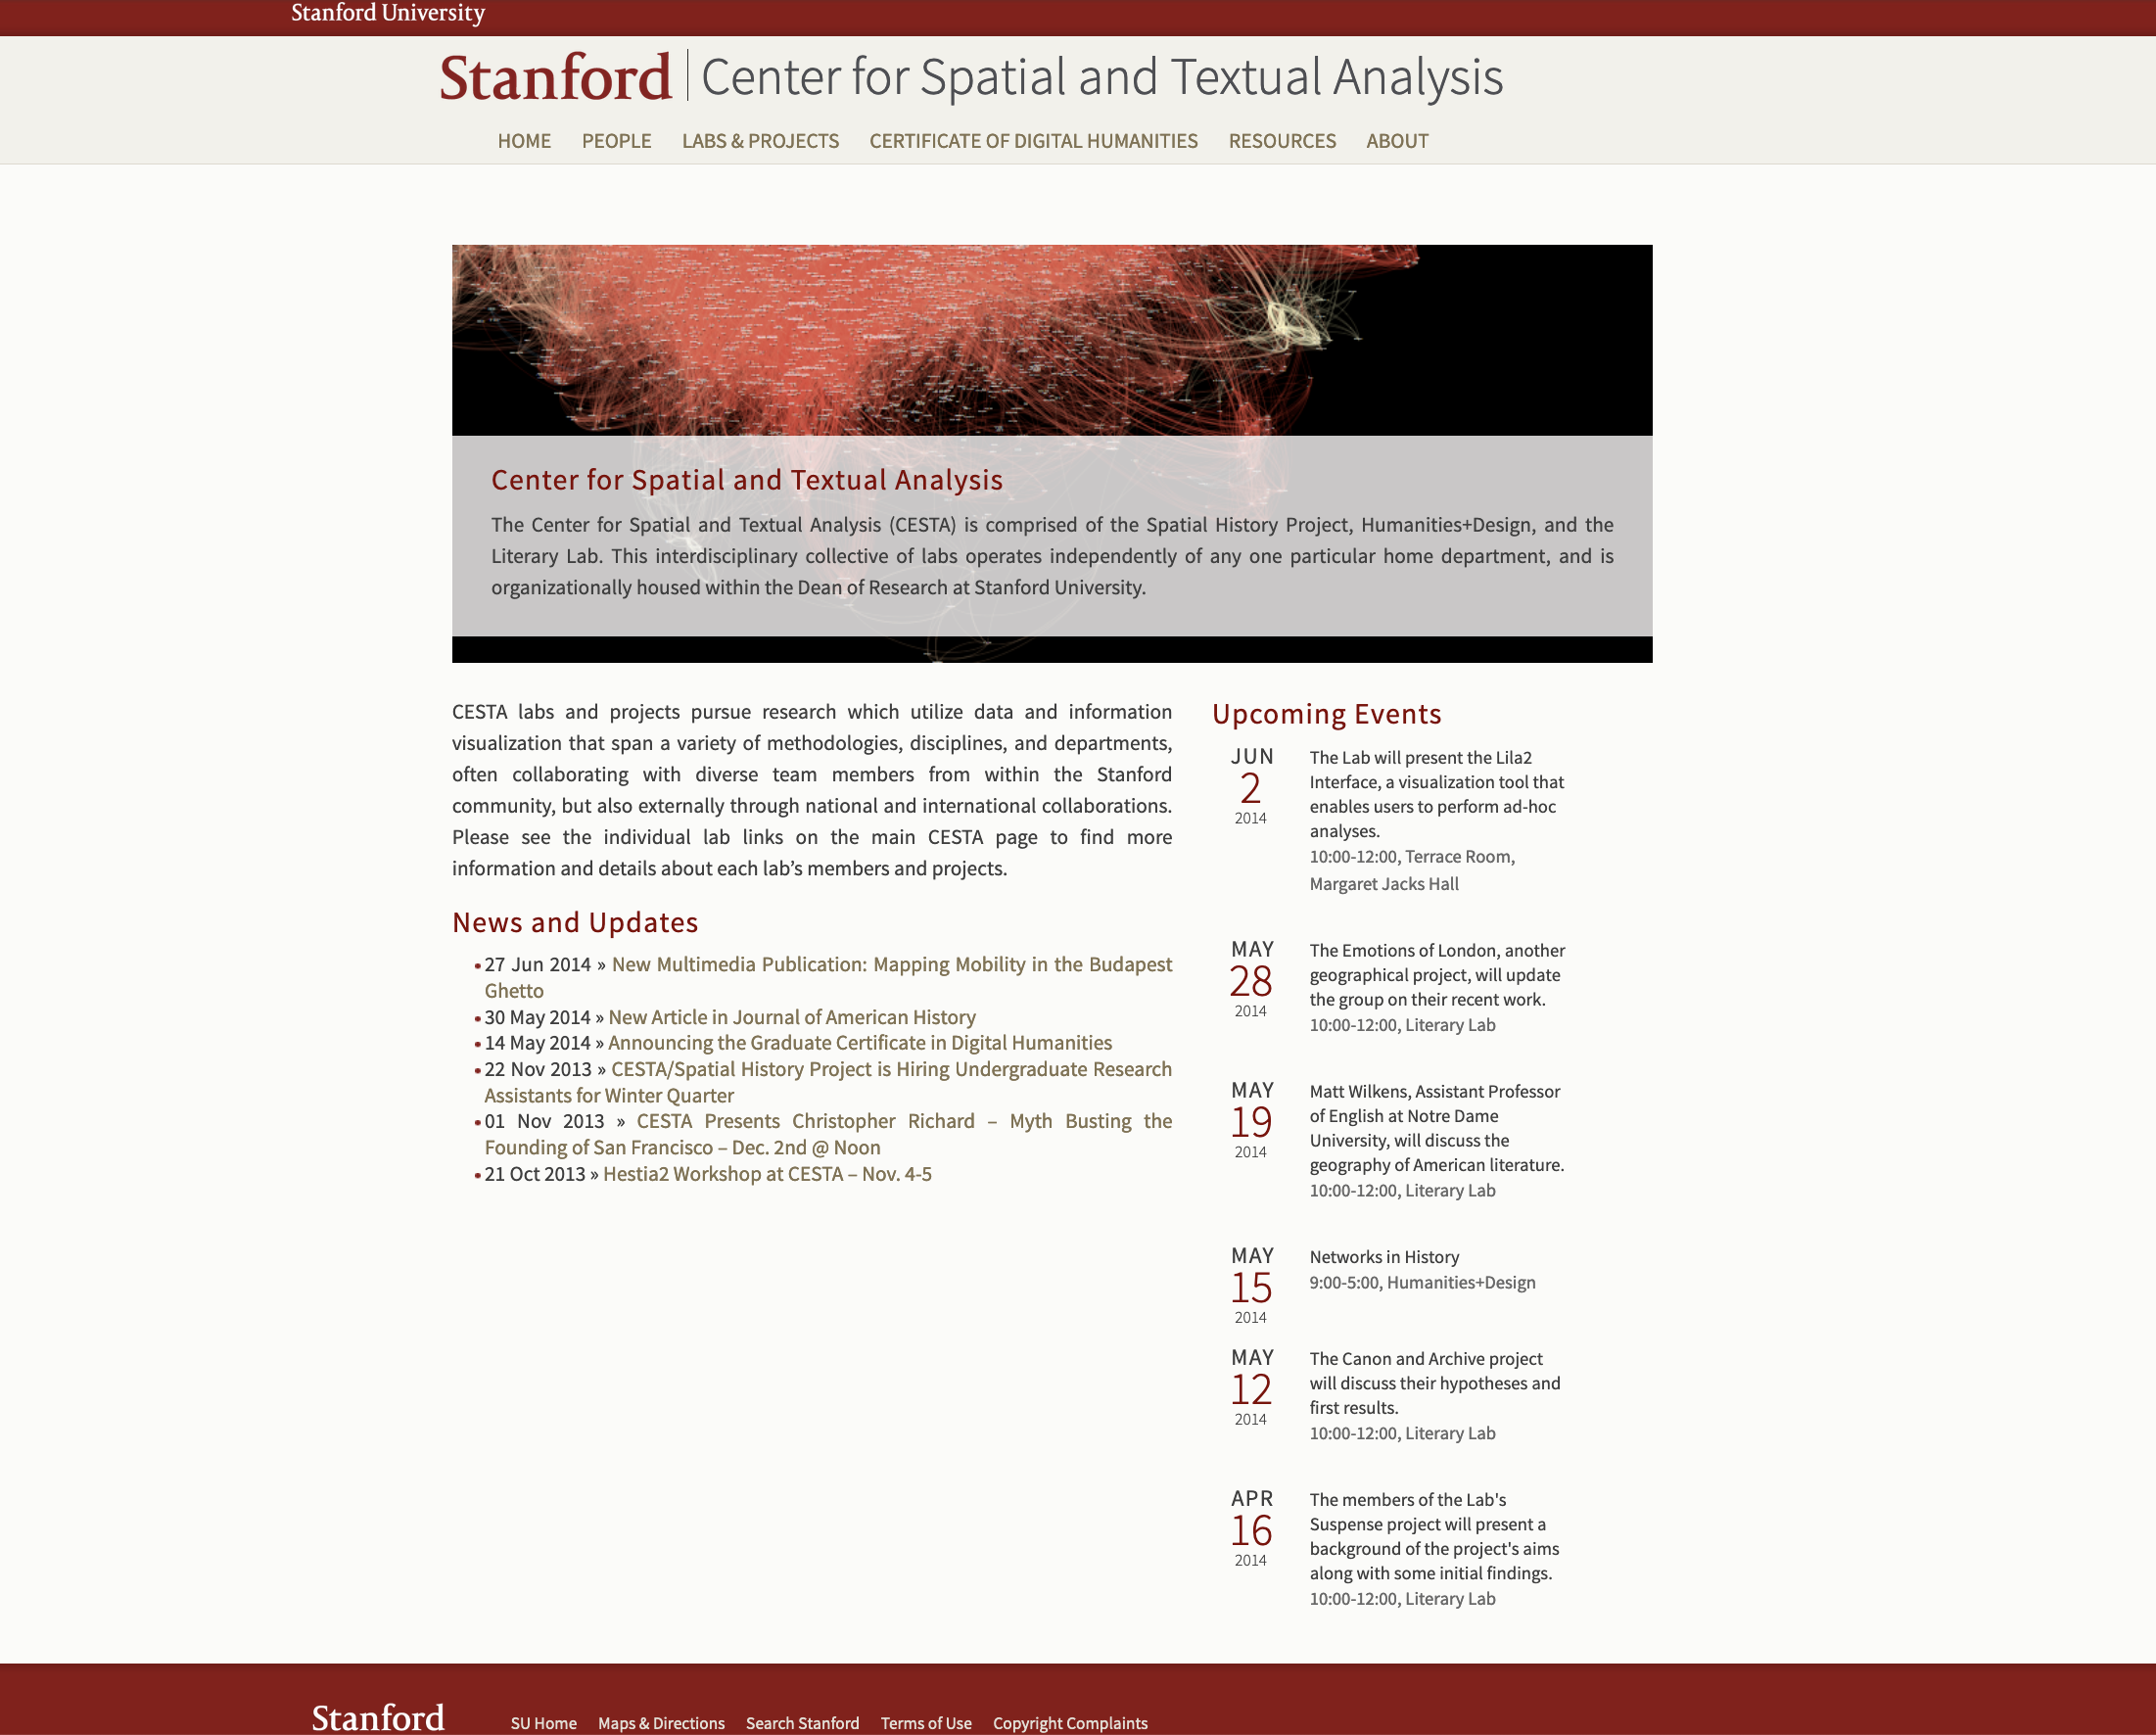 Stanford University
Stanford | Center for Spatial and Textual Analysis
HOME PEOPLE LABS & PROJECTS CERTIFICATE OF DIGITAL HUMANITIES RESOURCES ABOUT
Center for Spatial and Textual Analysis
The Center for Spatial and Textual Analysis (CESTA) is comprised of the Spatial History Project, Humanities+Design, and the
Literary Lab. This interdisciplinary collective of labs operates independently of any one particular home department, and is
organizationally housed within the Dean of Research at Stanford University.
CESTA labs and projects pursue research which utilize data and information
visualization that span a variety of methodologies, disciplines, and departments,
often collaborating with diverse team members from within the Stanford
community, but also externally through national and international collaborations.
Please see the individual lab links on the main CESTA page to find more
information and details about each lab’s members and projects.
News and Updates
• 27 Jun 2014 » New Multimedia Publication: Mapping Mobility in the Budapest
Ghetto
• 30 May 2014 » New Article in Journal of American History
• 14 May 2014 » Announcing the Graduate Certificate in Digital Humanities
• 22 Nov 2013 » CESTA/Spatial History Project is Hiring Undergraduate Research
Assistants for Winter Quarter
• 01 Nov 2013 » CESTA Presents Christopher Richard – Myth Busting the
Founding of San Francisco – Dec. 2nd @ Noon
• 21 Oct 2013 » Hestia2 Workshop at CESTA – Nov. 4-5
Upcoming Events
JUN
2
2014
The Lab will present the Lila2
Interface, a visualization tool that
enables users to perform ad-hoc
analyses.
10:00-12:00, Terrace Room,
Margaret Jacks Hall
MAY
28
2014
The Emotions of London, another
geographical project, will update
the group on their recent work.
10:00-12:00, Literary Lab
MAY
19
2014
Matt Wilkens, Assistant Professor
of English at Notre Dame
University, will discuss the
geography of American literature.
10:00-12:00, Literary Lab
MAY
15
2014
Networks in History
9:00-5:00, Humanities+Design
MAY
12
2014
The Canon and Archive project
will discuss their hypotheses and
first results.
10:00-12:00, Literary Lab
APR
16
2014
The members of the Lab's
Suspense project will present a
background of the project's aims
along with some initial findings.
10:00-12:00, Literary Lab
Stanford
SU Home Maps & Directions Search Stanford Terms of Use Copyright Complaints